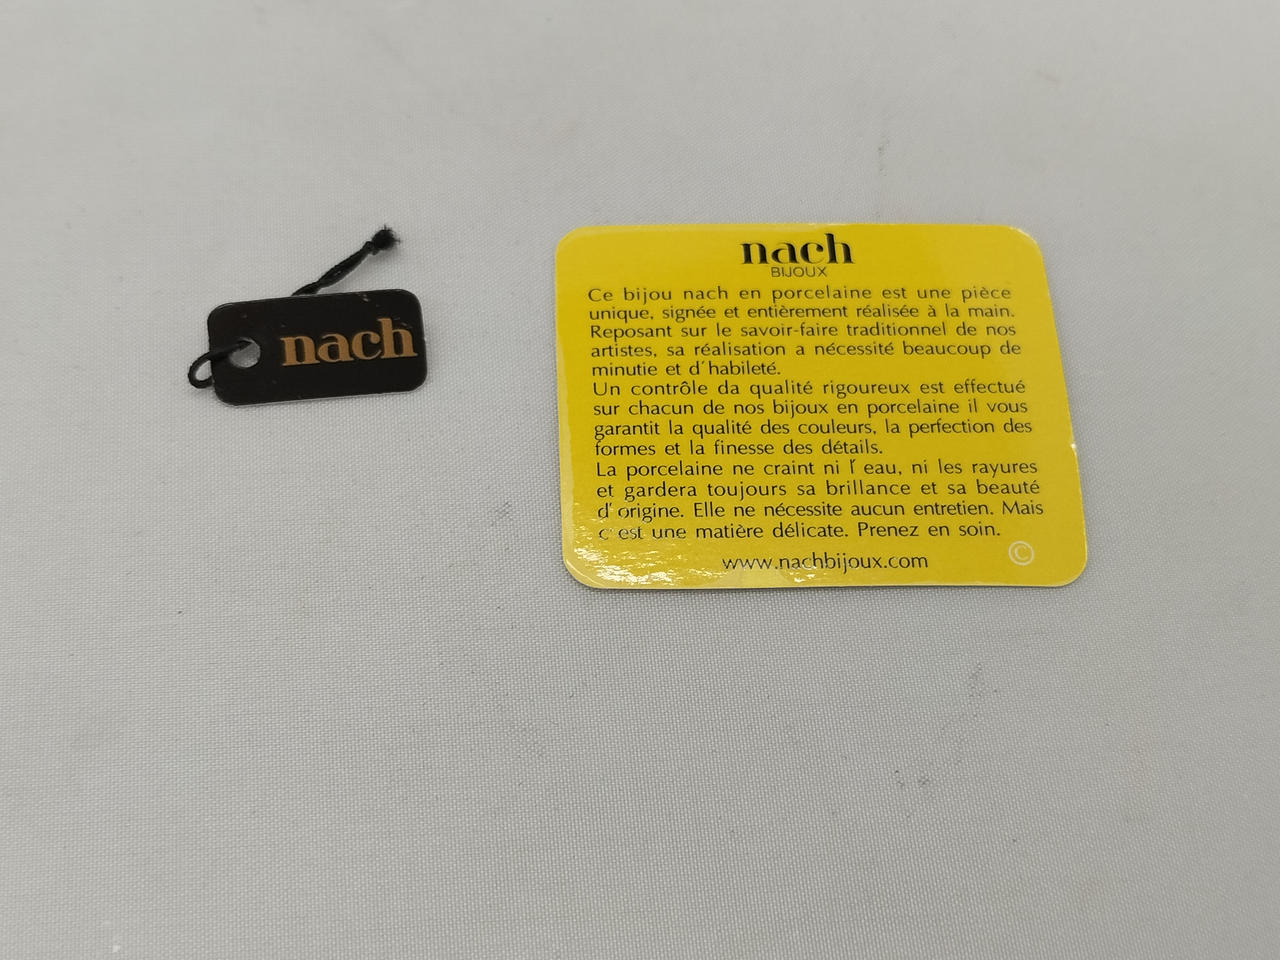 nach
nach
BIJOUX
Ce bijou nach en porcelaine est une pièce
unique, signée et entièrement réalisée à la main.
Reposant sur le savoir-faire traditionnel de nos
artistes, sa réalisation a nécessité beaucoup de
minutie et d´habileté.
Un contrôle da qualité rigoureux est effectué
sur chacun de nos bijoux en porcelaine il vous
garantit la qualité des couleurs, la perfection des
formes et la finesse des détails.
La porcelaine ne craint ni l' eau, ni les rayures
et gardera toujours sa brillance et sa beauté
d' origine. Elle ne nécessite aucun entretien. Mais
c' est une matière délicate. Prenez en soin.
www.nachbijoux.com
©